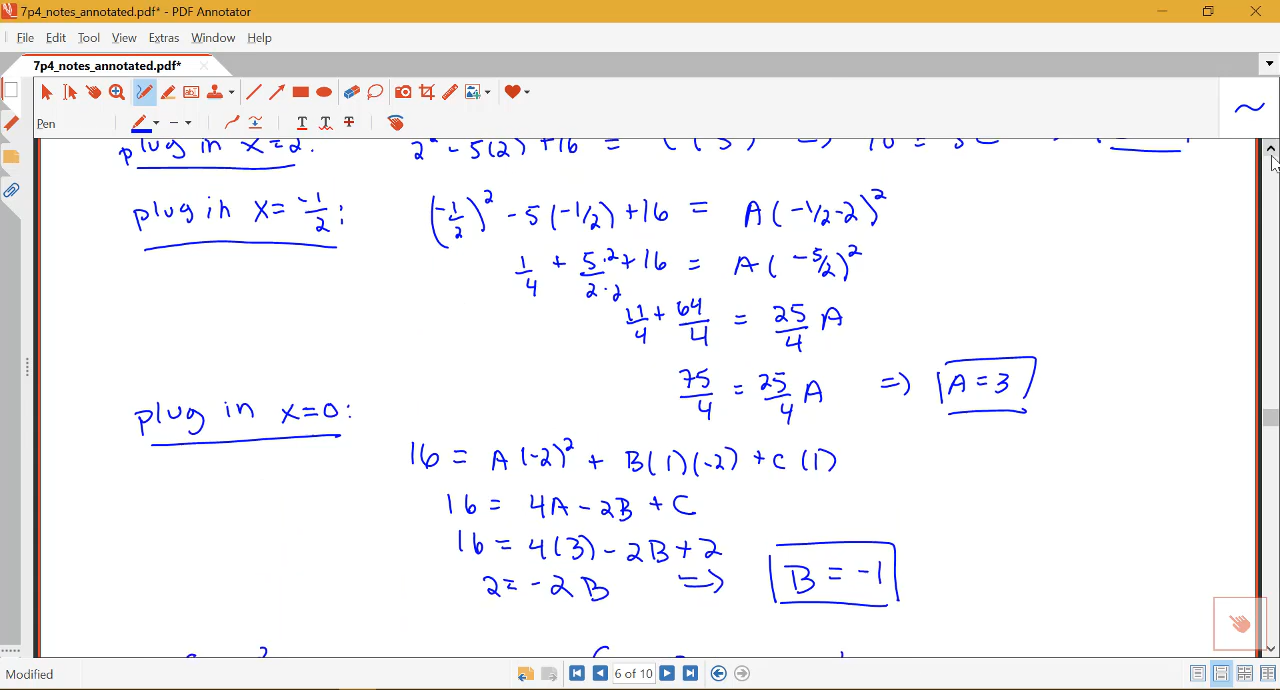 7p4_notes_annotated.pdf* - PDF Annotator
File Edit Tool View Extras Window Help
7p4_notes_annotated.pdf*
Pen
plug in x=2:
plug in x= -1/2 : (-1/2)^2 - 5(-1/2) + 16 = A(-1/2-2)^2
1/4 + 5·2/2·2 + 16 = A(-5/2)^2
11/4 + 64/4 = 25/4 A
75/4 = 25/4 A => A = 3
plug in x=0:
16 = A(-2)^2 + B(1)(-2) + C(1)
16 = 4A - 2B + C
16 = 4(3) - 2B + 2
2 = -2B => B = -1
Modified
6 of 10